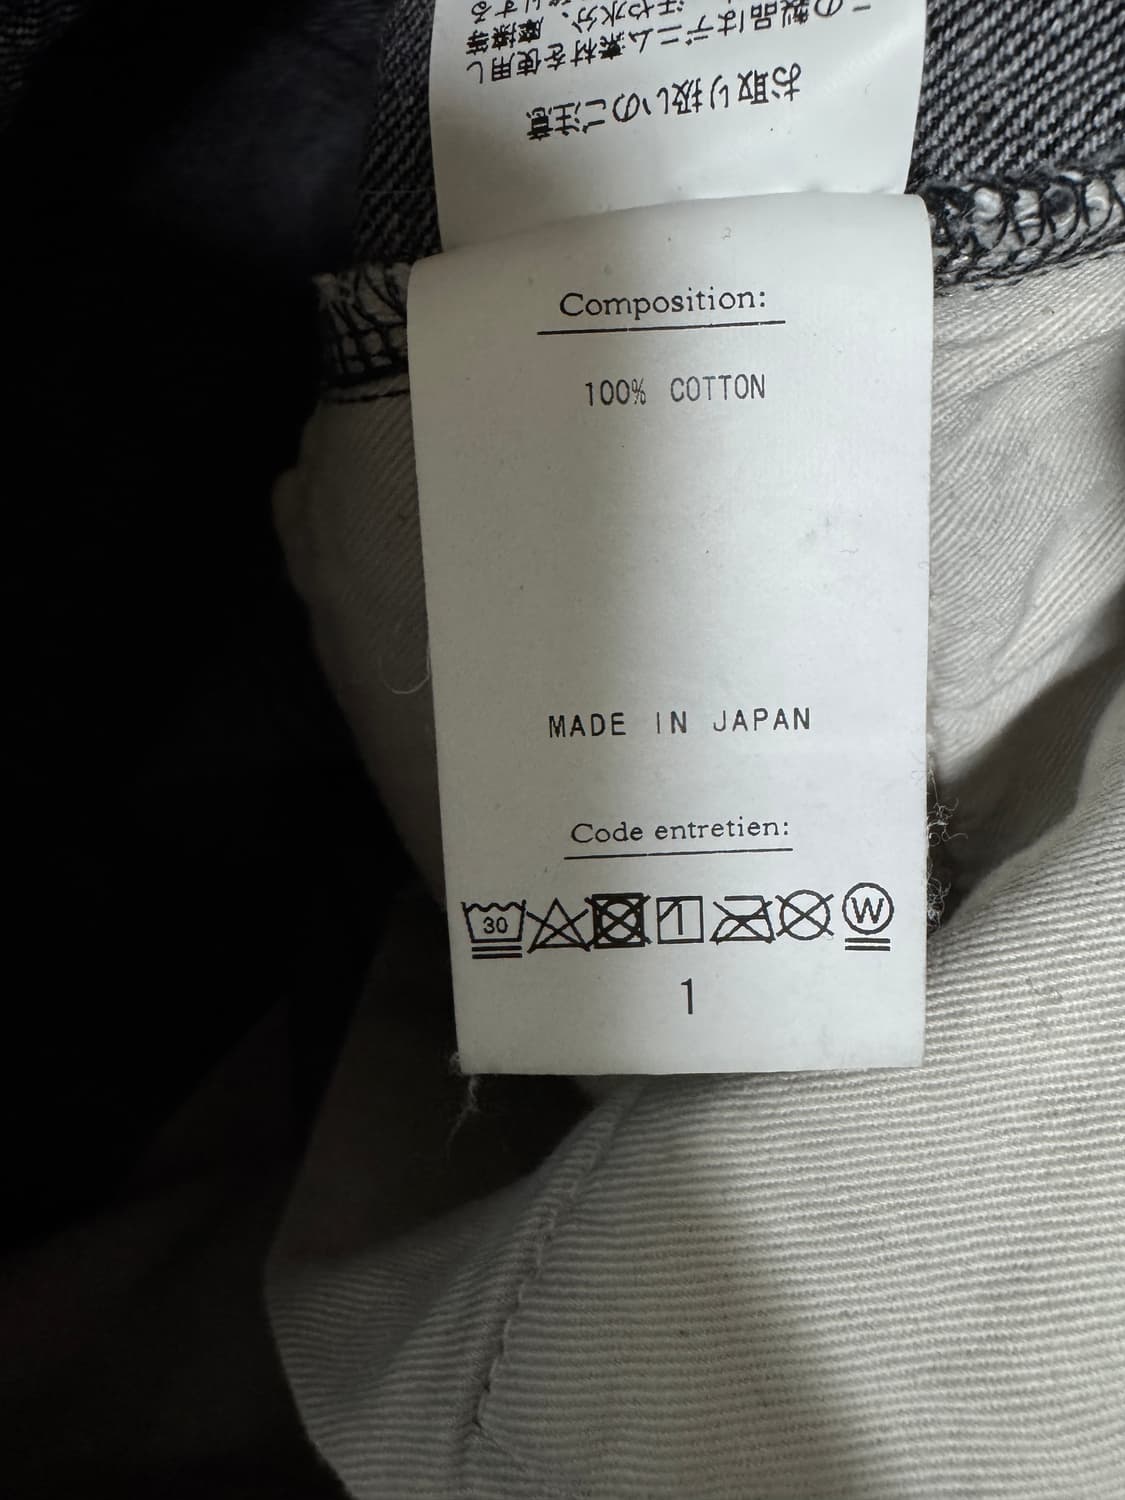 お取り扱いのご注意
この製品はデニム素材を使用し
Composition:
100% COTTON
MADE IN JAPAN
Code entretien:
30
W
1